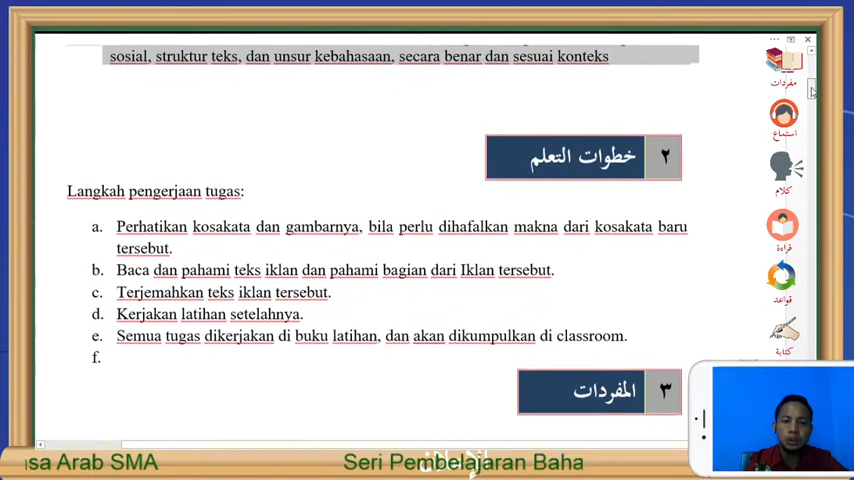 sosial, struktur teks, dan unsur kebahasaan, secara benar dan sesuai konteks
٢ خطوات التعلم
Langkah pengerjaan tugas:
a. Perhatikan kosakata dan gambarnya, bila perlu dihafalkan makna dari kosakata baru
tersebut.
b. Baca dan pahami teks iklan dan pahami bagian dari Iklan tersebut.
c. Terjemahkan teks iklan tersebut.
d. Kerjakan latihan setelahnya.
e. Semua tugas dikerjakan di buku latihan, dan akan dikumpulkan di classroom.
f.
٣ المفردات
مفردات
استماع
كلام
قراءة
قواعد
كتابة
الإعلان
sa Arab SMA
Seri Pembelajaran Baha